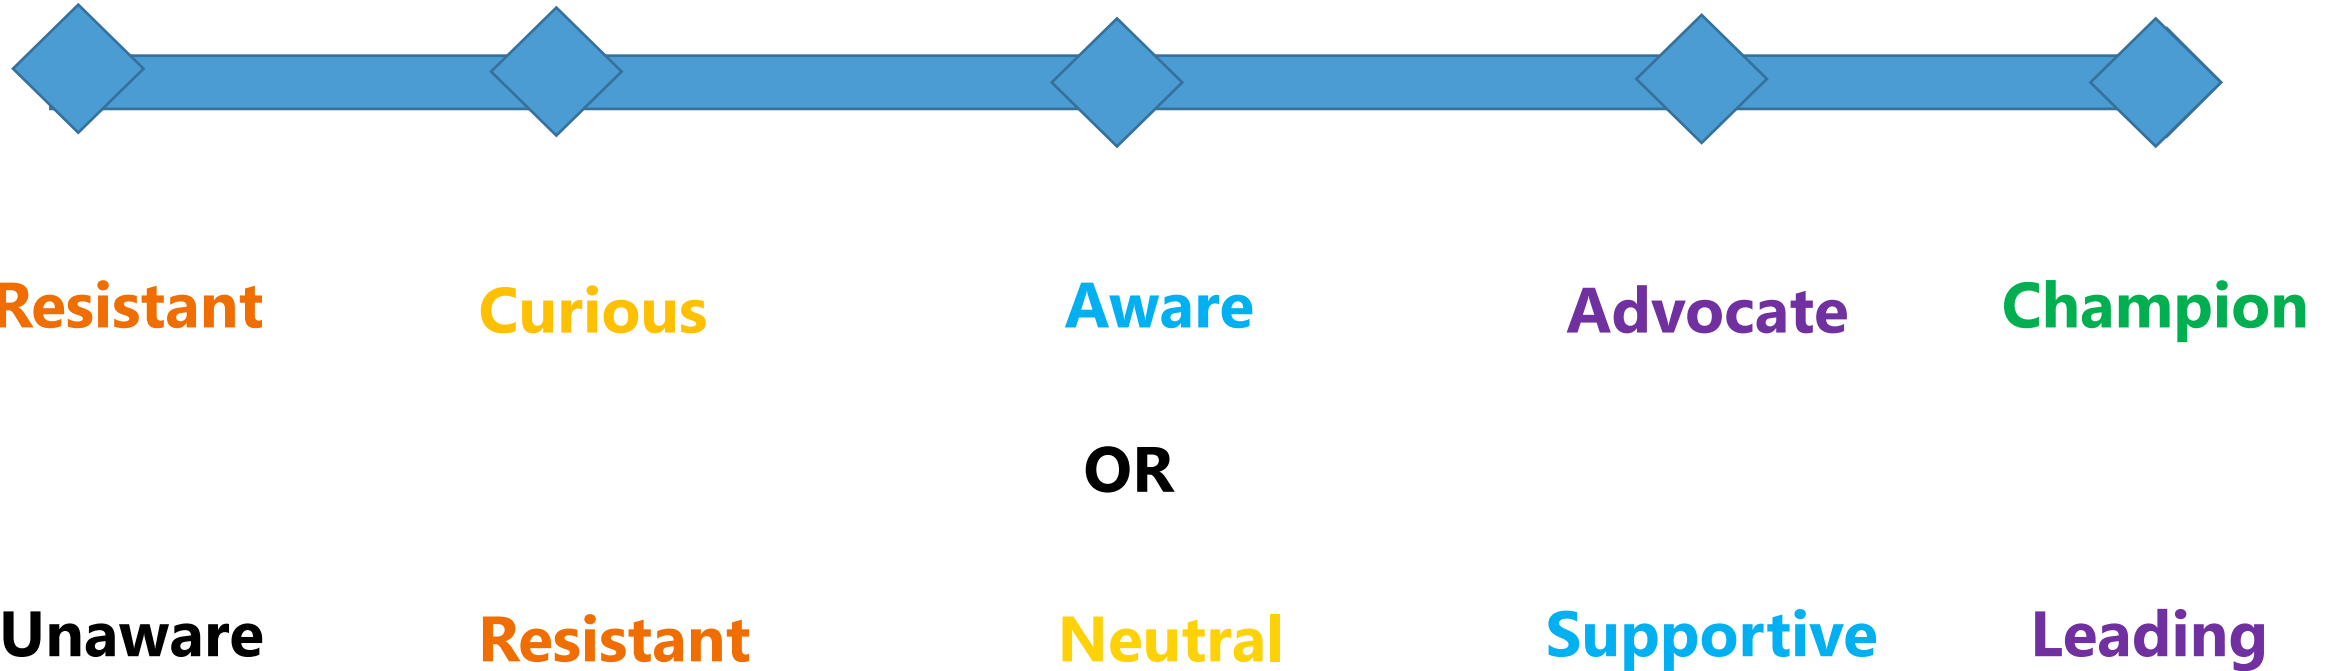 Resistant Curious Aware Advocate Champion
OR
Unaware Resistant Neutral Supportive Leading